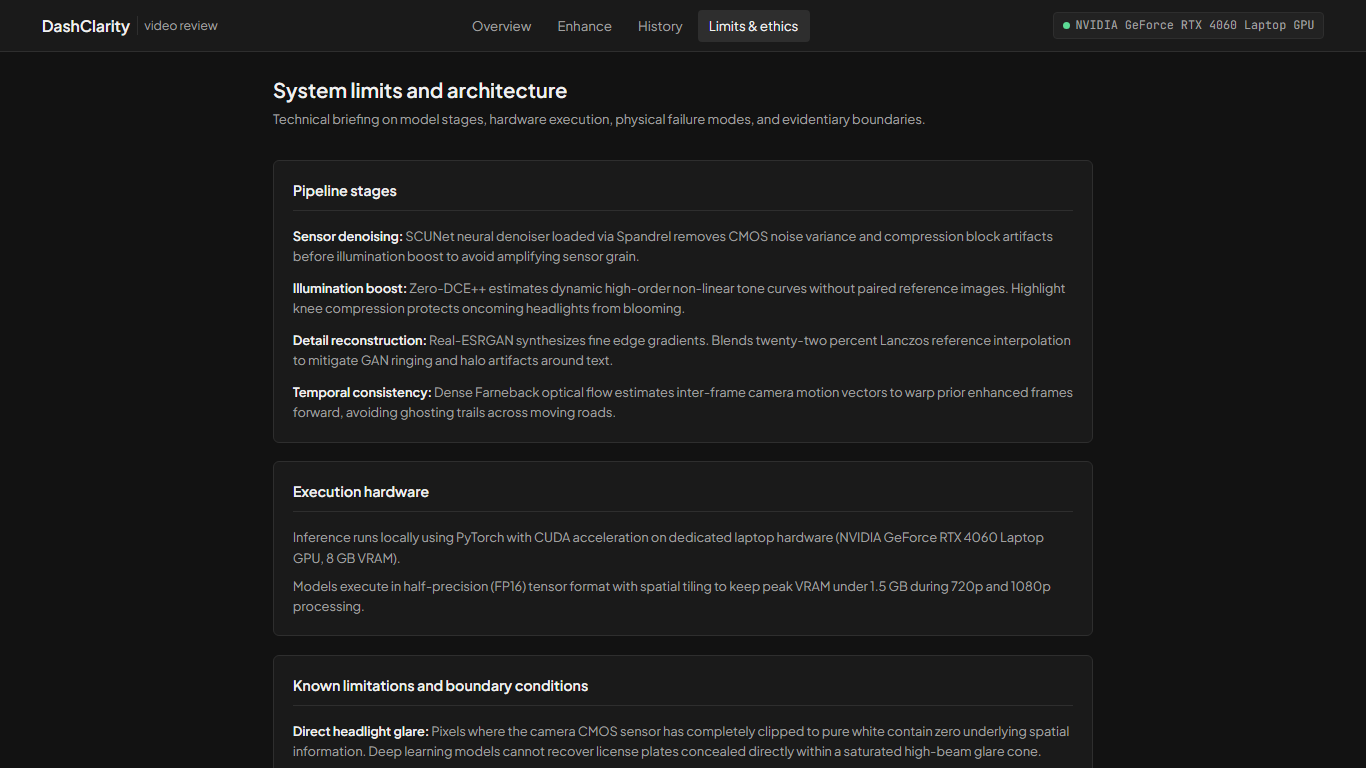 DashClarity video review Overview Enhance History Limits & ethics NVIDIA GeForce RTX 4060 Laptop GPU
System limits and architecture
Technical briefing on model stages, hardware execution, physical failure modes, and evidentiary boundaries.
Pipeline stages
Sensor denoising: SCUNet neural denoiser loaded via Spandrel removes CMOS noise variance and compression block artifacts
before illumination boost to avoid amplifying sensor grain.
Illumination boost: Zero-DCE++ estimates dynamic high-order non-linear tone curves without paired reference images. Highlight
knee compression protects oncoming headlights from blooming.
Detail reconstruction: Real-ESRGAN synthesizes fine edge gradients. Blends twenty-two percent Lanczos reference interpolation
to mitigate GAN ringing and halo artifacts around text.
Temporal consistency: Dense Farneback optical flow estimates inter-frame camera motion vectors to warp prior enhanced frames
forward, avoiding ghosting trails across moving roads.
Execution hardware
Inference runs locally using PyTorch with CUDA acceleration on dedicated laptop hardware (NVIDIA GeForce RTX 4060 Laptop
GPU, 8 GB VRAM).
Models execute in half-precision (FP16) tensor format with spatial tiling to keep peak VRAM under 1.5 GB during 720p and 1080p
processing.
Known limitations and boundary conditions
Direct headlight glare: Pixels where the camera CMOS sensor has completely clipped to pure white contain zero underlying spatial
information. Deep learning models cannot recover license plates concealed directly within a saturated high-beam glare cone.